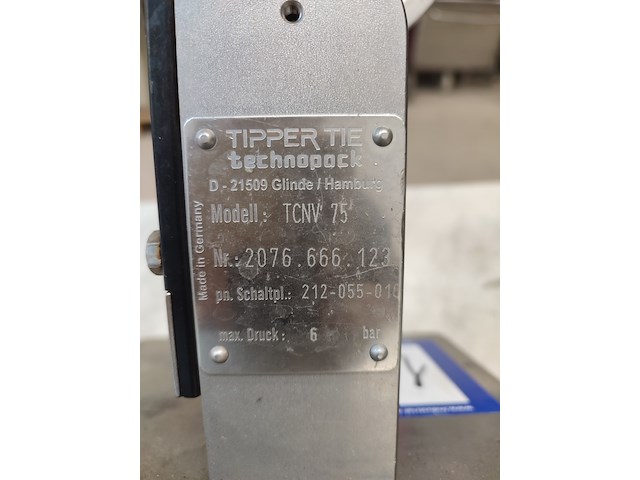 TIPPER TIE
technopack
D - 21509 Glinde / Hamburg
Made in Germany
Modell: TCNV 75
Nr.: 2076.666.123
pn. Schaltpl.: 212-055-016
max. Druck: 6 bar